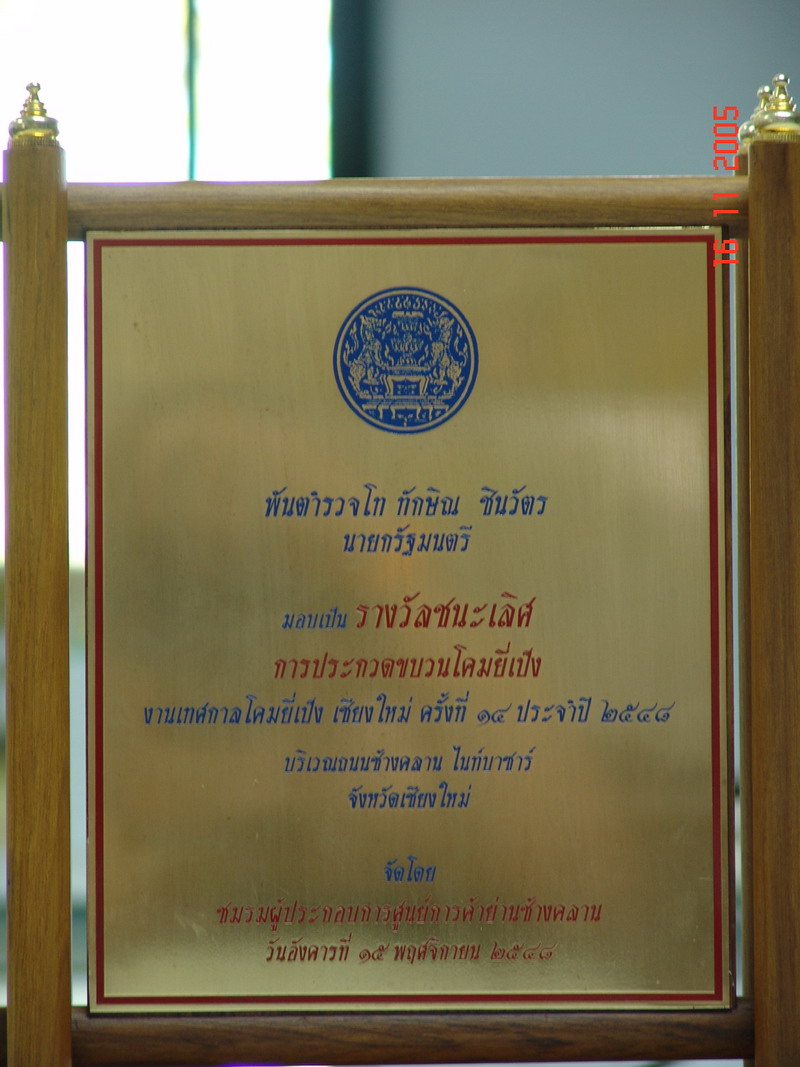 พันตำรวจโท ทักษิณ ชินวัตร
นายกรัฐมนตรี
มอบเป็น รางวัลชนะเลิศ
การประกวดขบวนโคมยี่เป็ง
งานเทศกาลโคมยี่เป็ง เชียงใหม่ ครั้งที่ ๑๔ ประจำปี ๒๕๔๘
บริเวณถนนช้างคลาน ไนท์บาซาร์
จังหวัดเชียงใหม่
จัดโดย
ชมรมผู้ประกอบการศูนย์การค้าย่านช้างคลาน
วันอังคารที่ ๑๕ พฤศจิกายน ๒๕๔๘
16 11 2005